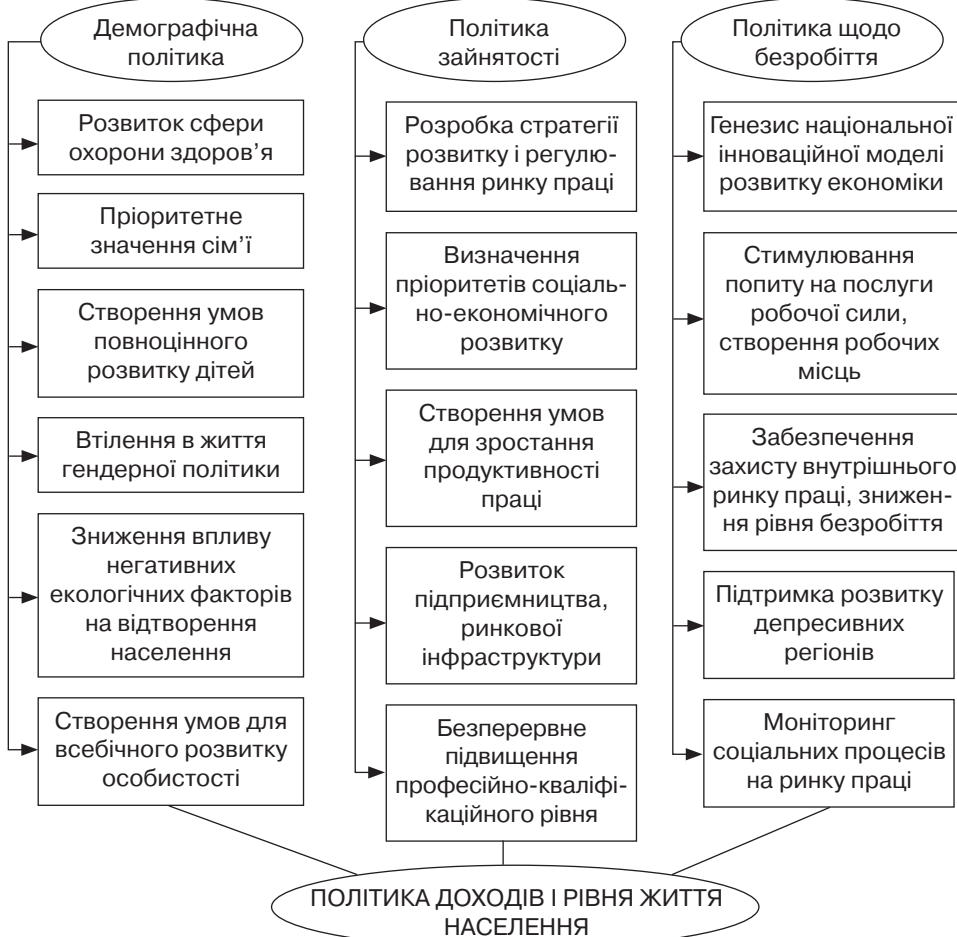 Демографічна
політика
Розвиток сфери
охорони здоров’я
Пріоритетне
значення сім’ї
Створення умов
повноцінного
розвитку дітей
Втілення в життя
гендерної політики
Зниження впливу
негативних
екологічних факторів
на відтворення
населення
Створення умов для
всебічного розвитку
особистості
Політика
зайнятості
Розробка стратегії
розвитку і регулю-
вання ринку праці
Визначення
пріоритетів соціаль-
но-економічного
розвитку
Створення умов
для зростання
продуктивності
праці
Розвиток
підприємництва,
ринкової
інфраструктури
Безперервне
підвищення
професійно-кваліфі-
каційного рівня
Політика щодо
безробіття
Генезис національної
інноваційної моделі
розвитку економіки
Стимулювання
попиту на послуги
робочої сили,
створення робочих
місць
Забезпечення
захисту внутрішнього
ринку праці, знижен-
ня рівня безробіття
Підтримка розвитку
депресивних
регіонів
Моніторинг
соціальних процесів
на ринку праці
ПОЛІТИКА ДОХОДІВ І РІВНЯ ЖИТТЯ
НАСЕЛЕННЯ